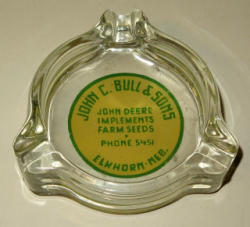 JOHN C. BULL & SONS
JOHN DEERE
IMPLEMENTS
FARM SEEDS
PHONE 5451
ELKHORN-NEB.